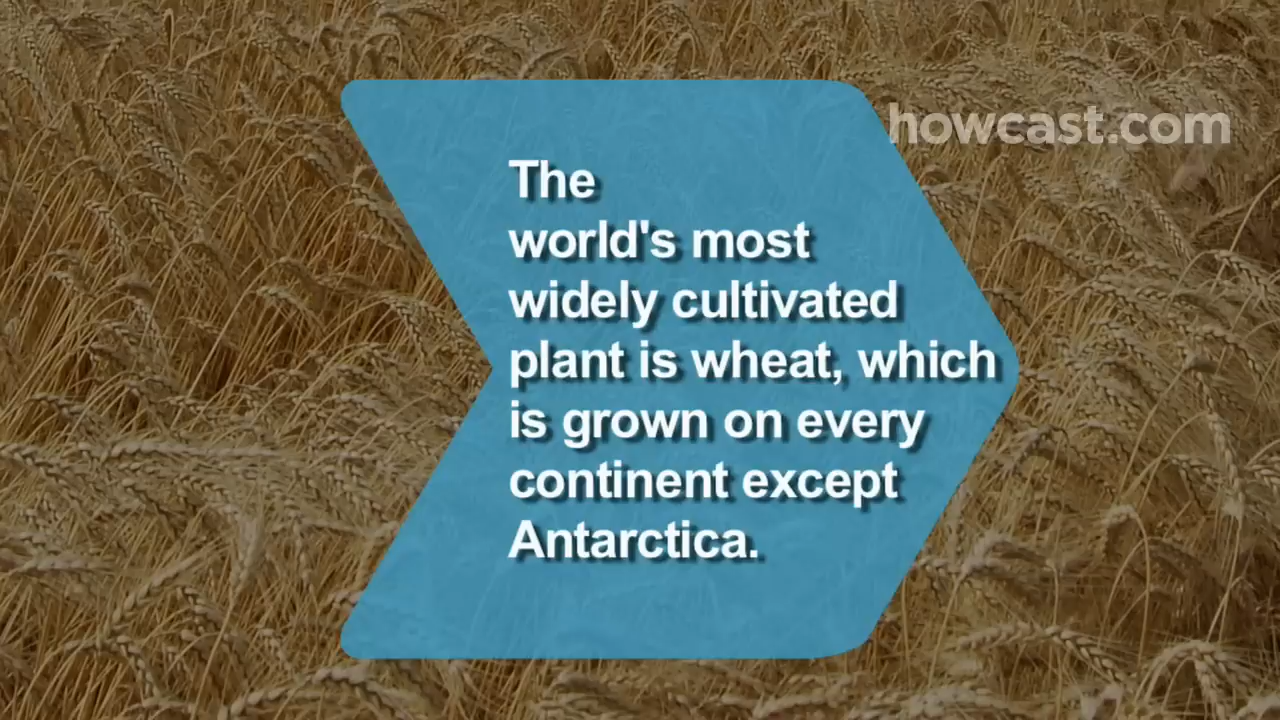 howcast.com
The
world's most
widely cultivated
plant is wheat, which
is grown on every
continent except
Antarctica.